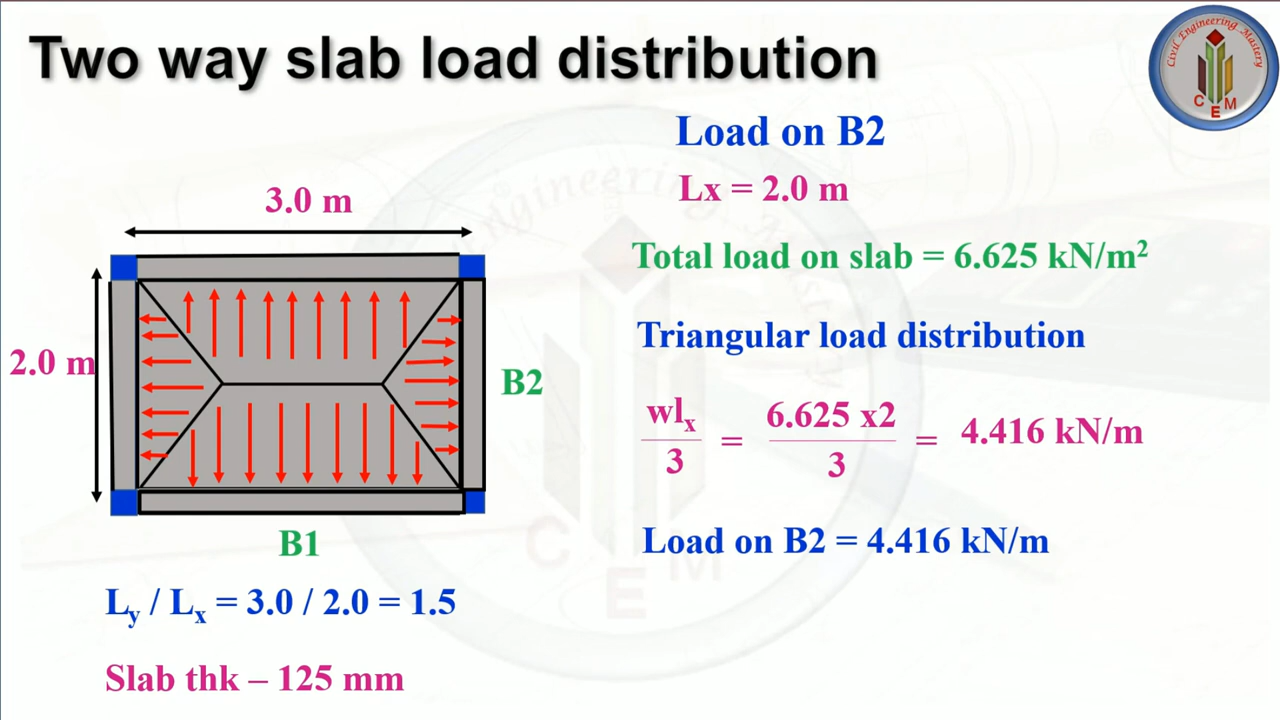 Two way slab load distribution
Civil Engineering Mastery
C E M
Load on B2
Lx = 2.0 m
3.0 m
Total load on slab = 6.625 kN/m²
2.0 m
Triangular load distribution
B2
wlₓ / 3 = 6.625 x2 / 3 = 4.416 kN/m
B1
Load on B2 = 4.416 kN/m
Ly / Lₓ = 3.0 / 2.0 = 1.5
Slab thk – 125 mm